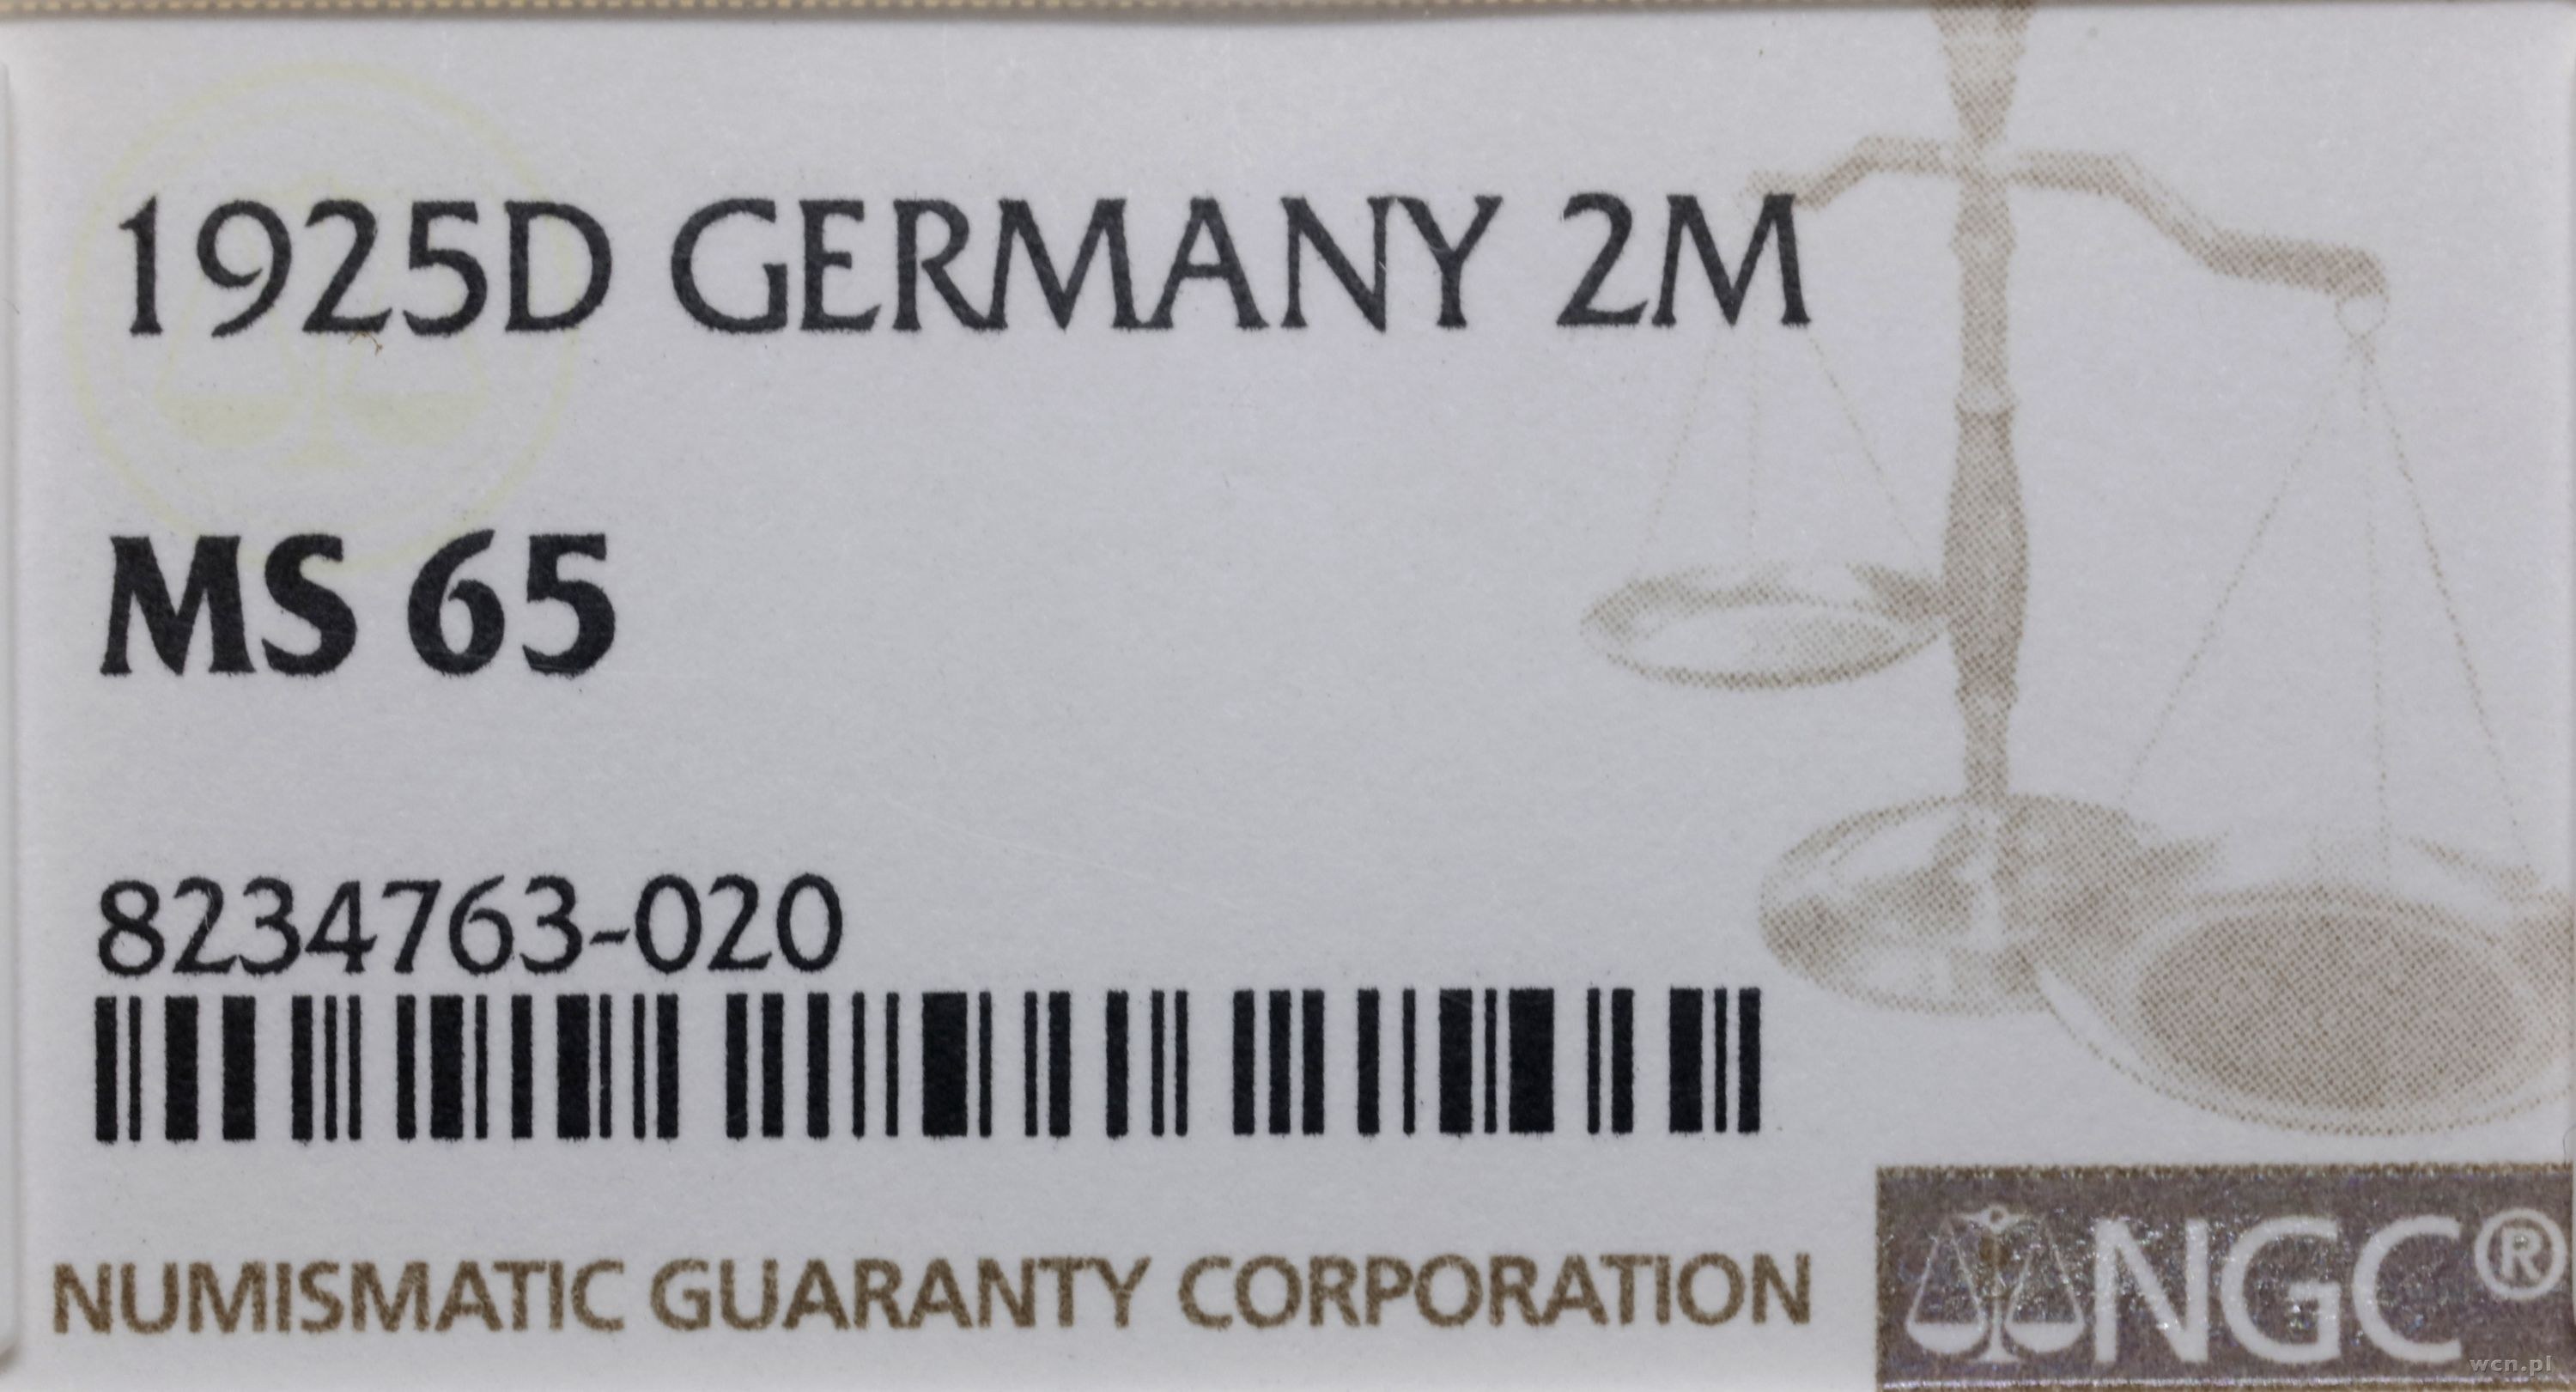 1925D GERMANY 2M
MS 65
8234763-020
NUMISMATIC GUARANTY CORPORATION
NGC®
wcn.pl